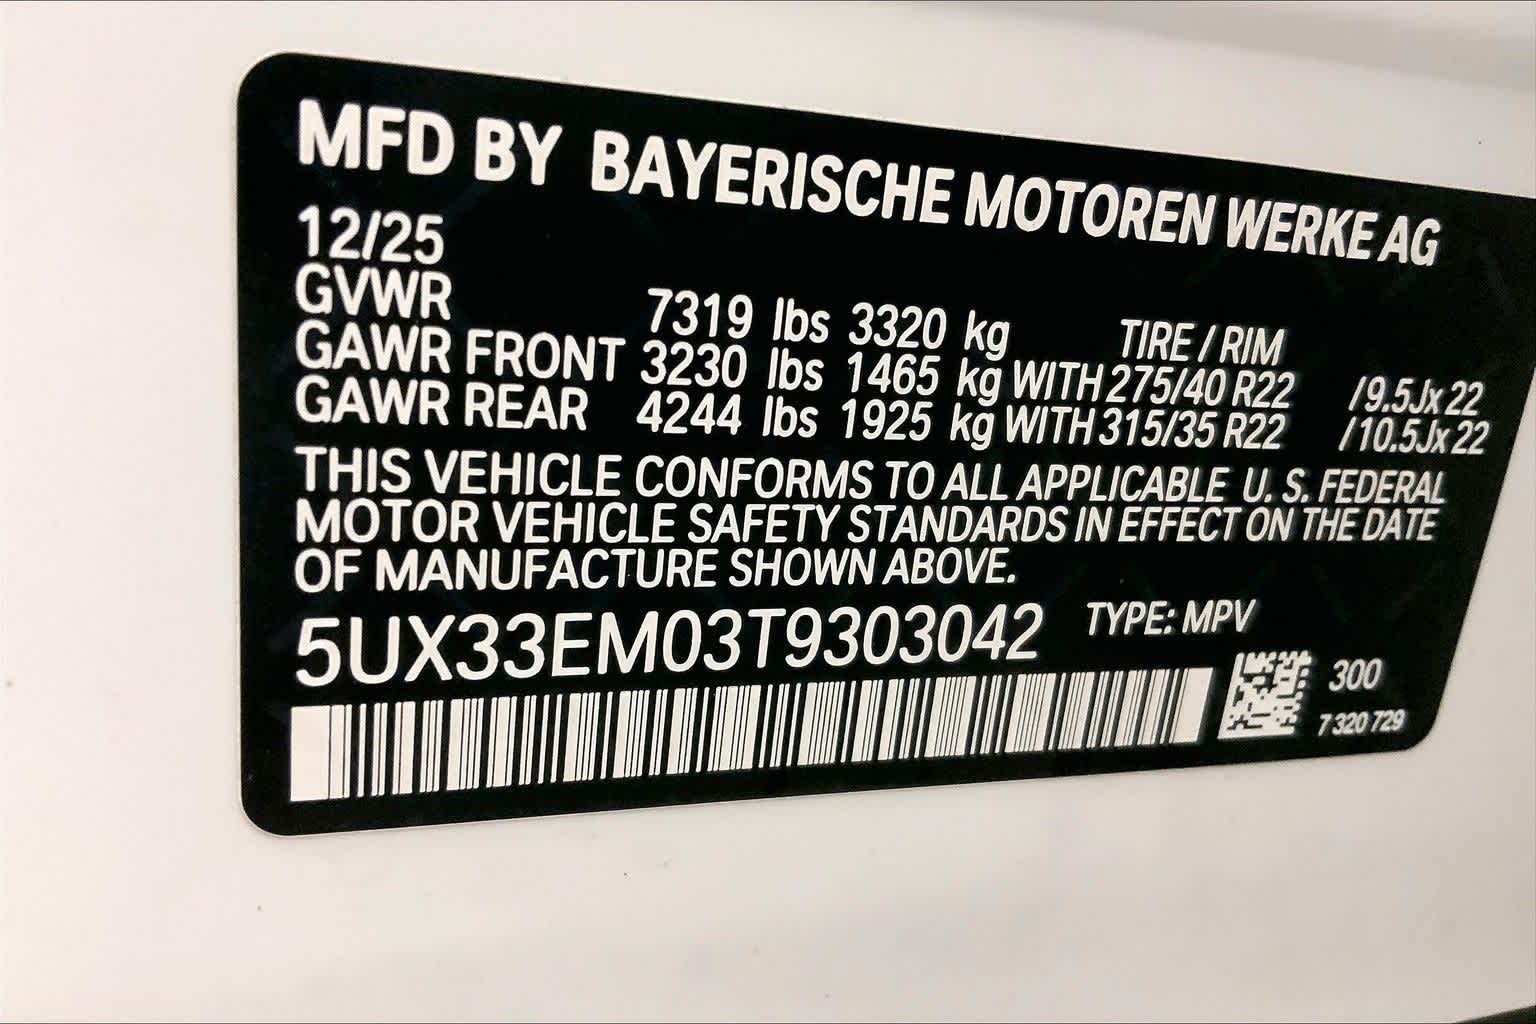 MFD BY BAYERISCHE MOTOREN WERKE AG
12/25
GVWR 7319 lbs 3320 kg TIRE / RIM
GAWR FRONT 3230 lbs 1465 kg WITH 275/40 R22 /9.5Jx22
GAWR REAR 4244 lbs 1925 kg WITH 315/35 R22 /10.5Jx22
THIS VEHICLE CONFORMS TO ALL APPLICABLE U. S. FEDERAL
MOTOR VEHICLE SAFETY STANDARDS IN EFFECT ON THE DATE
OF MANUFACTURE SHOWN ABOVE.
5UX33EM03T9303042 TYPE: MPV
300
7 320 729